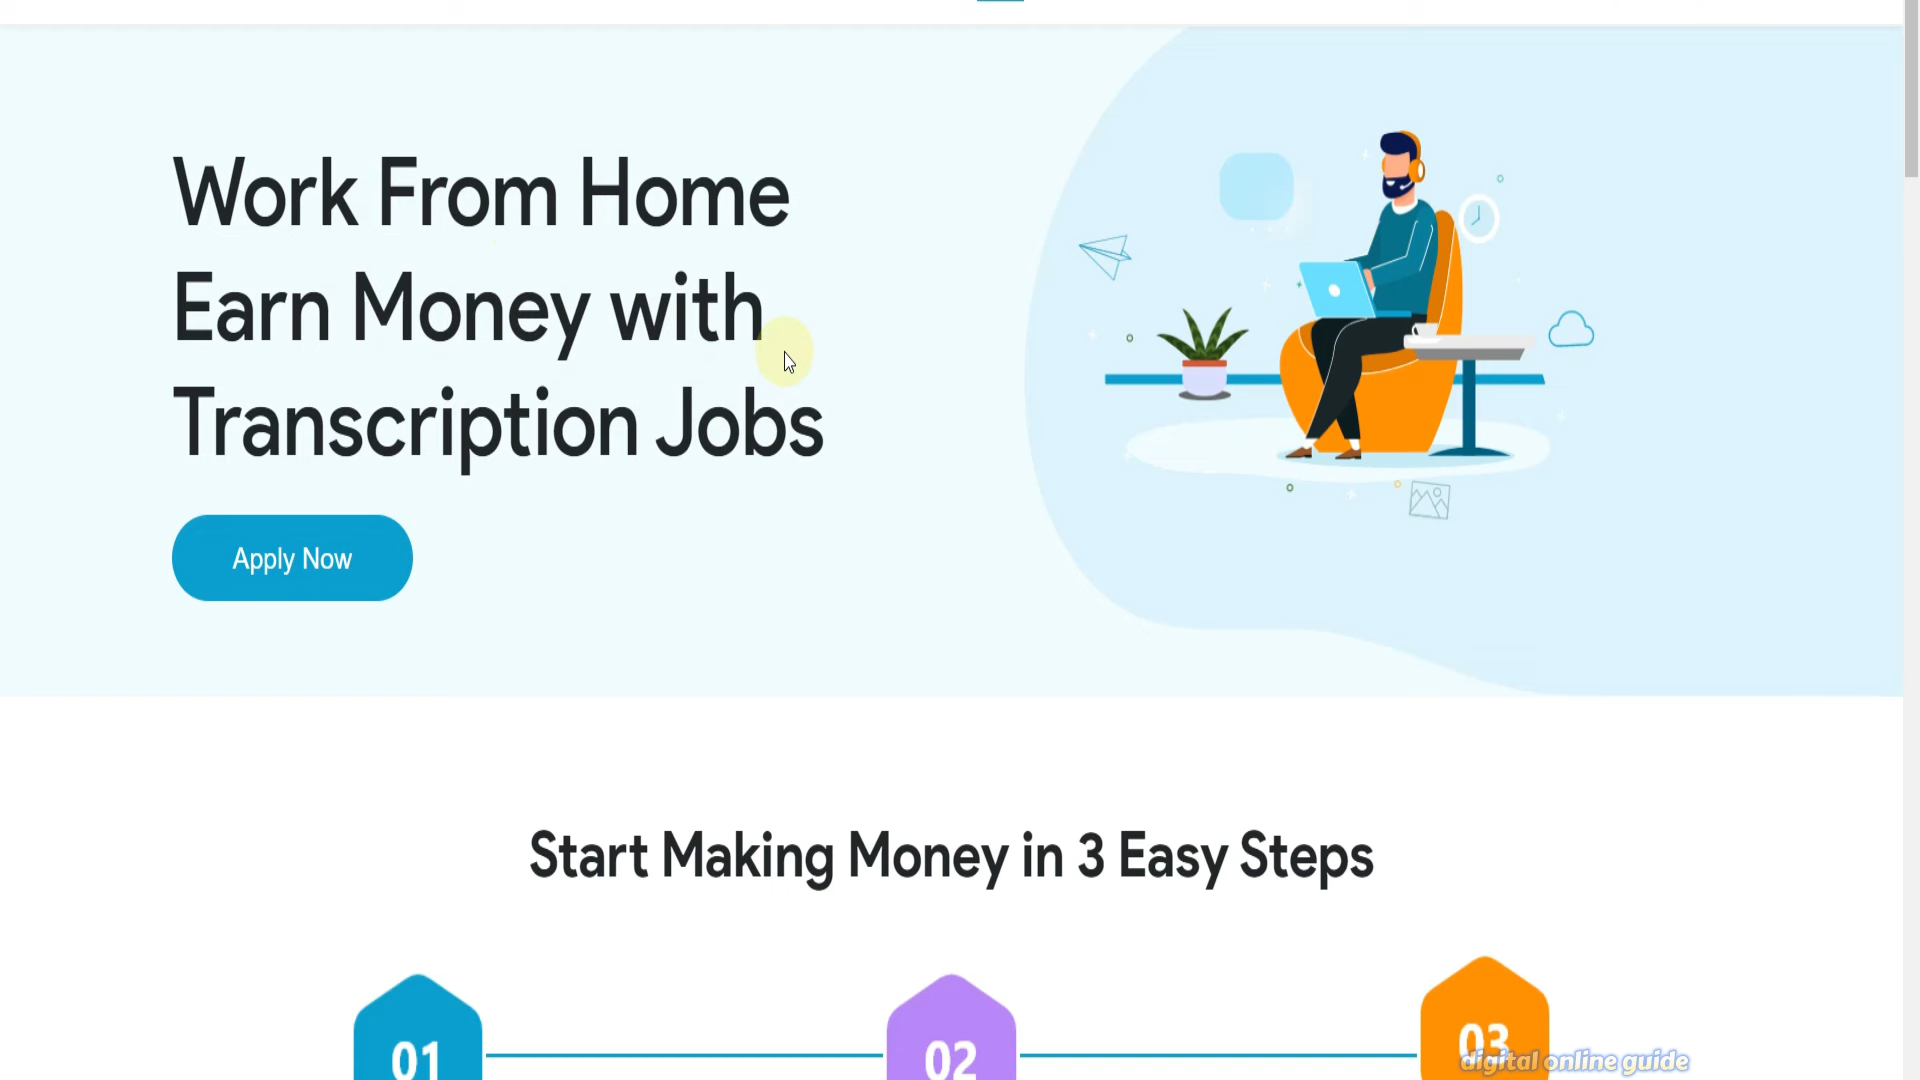 Work From Home
Earn Money with
Transcription Jobs
Apply Now
Start Making Money in 3 Easy Steps
01
02
03
digital online guide